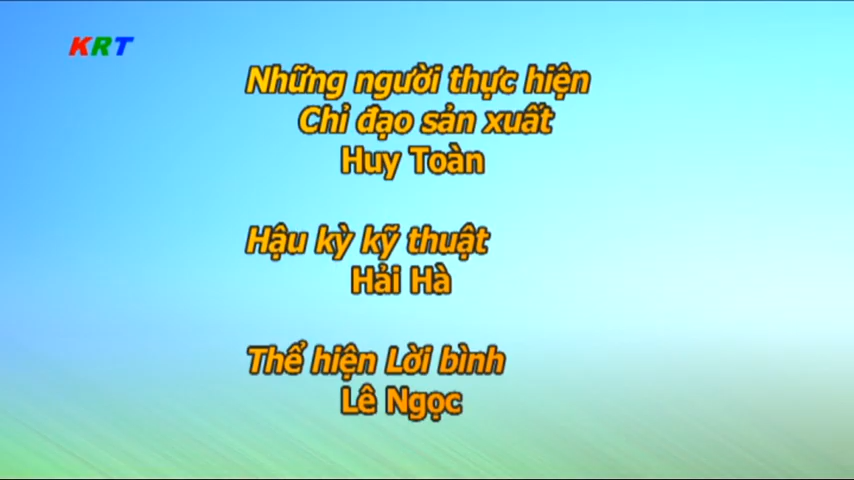 KRT
Những người thực hiện
Chỉ đạo sản xuất
Huy Toàn
Hậu kỳ kỹ thuật
Hải Hà
Thể hiện Lời bình
Lê Ngọc